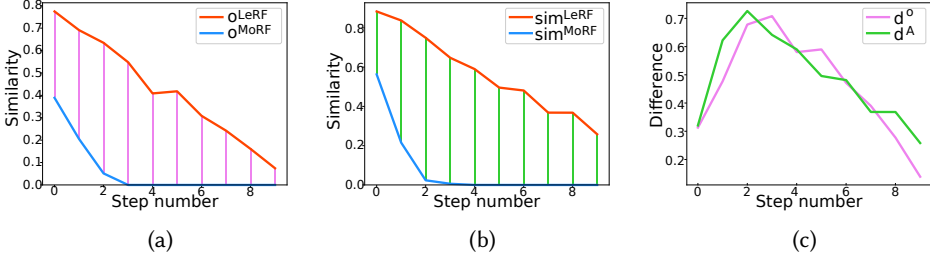 0.8
0.7
0.6
0.5
0.4
0.3
0.2
0.1
0.0
Similarity
0 2 4 6 8
Step number
o^LeRF
o^MoRF
(a)
0.8
0.6
0.4
0.2
0.0
Similarity
0 2 4 6 8
Step number
sim^LeRF
sim^MoRF
(b)
0.7
0.6
0.5
0.4
0.3
0.2
Difference
0 2 4 6 8
Step number
d^o
d^A
(c)